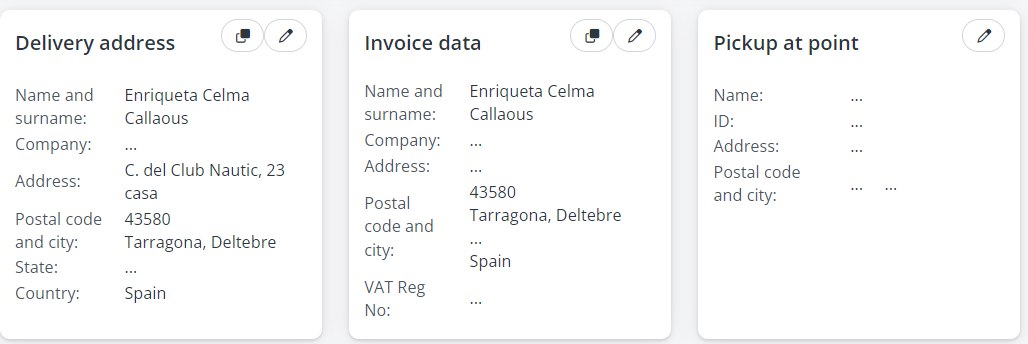 Delivery address
Name and surname: Enriqueta Celma Callaous
Company: ...
Address: C. del Club Nautic, 23 casa
Postal code and city: 43580 Tarragona, Deltebre
State: ...
Country: Spain
Invoice data
Name and surname: Enriqueta Celma Callaous
Company: ...
Address: ...
Postal code and city: 43580 Tarragona, Deltebre ... Spain
VAT Reg No: ...
Pickup at point
Name: ...
ID: ...
Address: ...
Postal code and city: ... ...